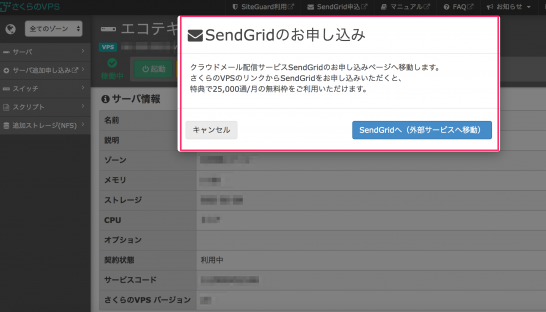 さくらのVPS
SiteGuard利用
SendGrid申込
マニュアル
FAQ
お知らせ
全てのゾーン
エコテキ
サーバ
VPS
サーバ追加申し込み
稼働中
起動
スイッチ
スクリプト
追加ストレージ(NFS)
SendGridのお申し込み
クラウドメール配信サービスSendGridのお申し込みページへ移動します。
さくらのVPSのリンクからSendGridをお申し込みいただくと、
特典で25,000通/月の無料枠をご利用いただけます。
キャンセル
SendGridへ（外部サービスへ移動）
サーバ情報
名前
説明
ゾーン
メモリ
ストレージ
CPU
オプション
契約状態 利用中
サービスコード
さくらのVPS バージョン